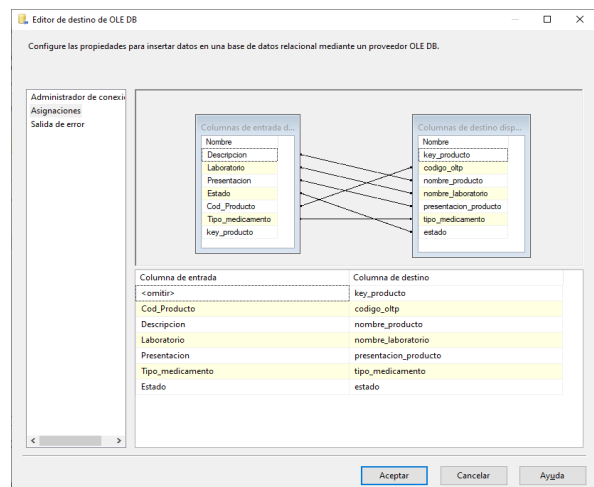 Editor de destino de OLE DB
Configure las propiedades para insertar datos en una base de datos relacional mediante un proveedor OLE DB.
Administrador de conexi
Asignaciones
Salida de error
Columnas de entrada d...
Nombre
Descripcion
Laboratorio
Presentacion
Estado
Cod_Producto
Tipo_medicamento
key_producto
Columnas de destino disp...
Nombre
key_producto
codigo_oltp
nombre_producto
nombre_laboratorio
presentacion_producto
tipo_medicamento
estado
Columna de entrada Columna de destino
<omitir> key_producto
Cod_Producto codigo_oltp
Descripcion nombre_producto
Laboratorio nombre_laboratorio
Presentacion presentacion_producto
Tipo_medicamento tipo_medicamento
Estado estado
Aceptar Cancelar Ayuda